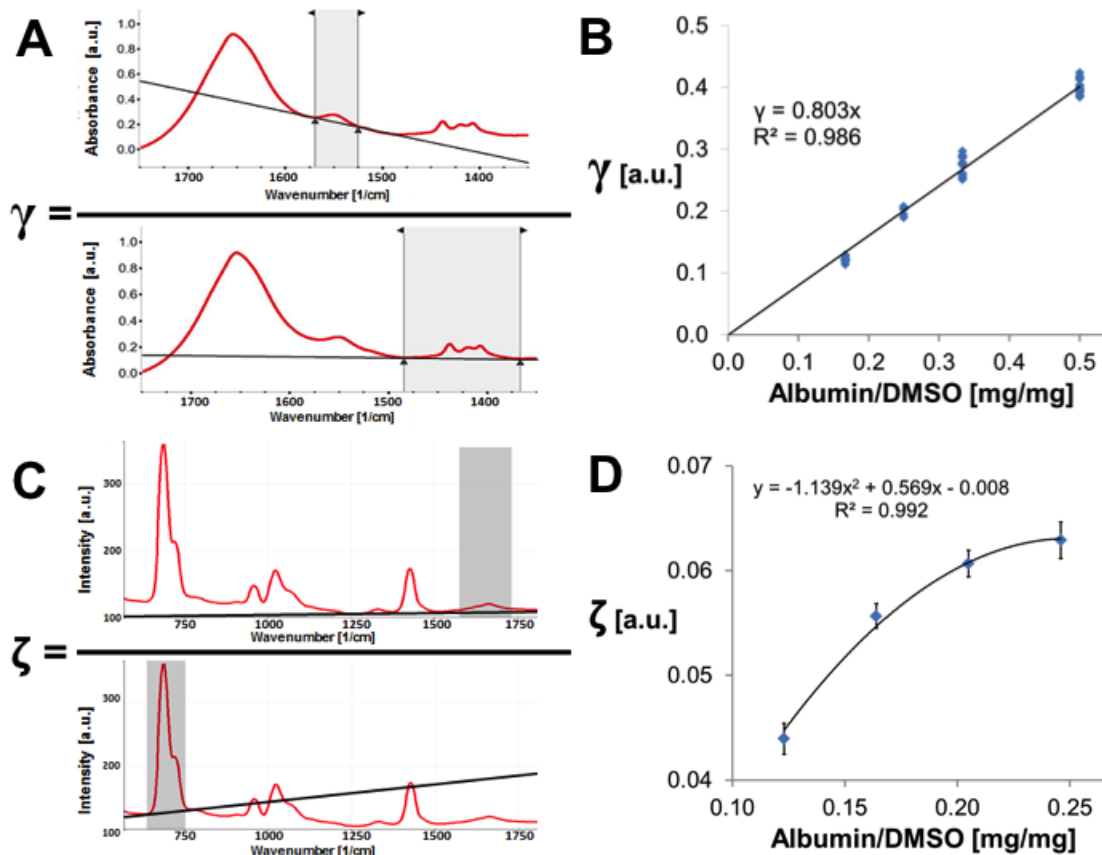 A
Absorbance [a.u.]
1.0
0.8
0.6
0.4
0.2
0.0
1700
1600
1500
1400
Wavenumber [1/cm]
γ =
Absorbance [a.u.]
1.0
0.8
0.6
0.4
0.2
0.0
1700
1600
1500
1400
Wavenumber [1/cm]
B
0.5
0.4
0.3
0.2
0.1
0.0
γ [a.u.]
γ = 0.803x
R² = 0.986
0.0
0.1
0.2
0.3
0.4
0.5
Albumin/DMSO [mg/mg]
C
Intensity [a.u.]
300
200
100
750
1000
1250
1500
1750
Wavenumber [1/cm]
ζ =
Intensity [a.u.]
300
200
100
750
1000
1250
1500
1750
Wavenumber [1/cm]
D
0.07
0.06
0.05
0.04
ζ [a.u.]
y = -1.139x² + 0.569x - 0.008
R² = 0.992
0.10
0.15
0.20
0.25
Albumin/DMSO [mg/mg]